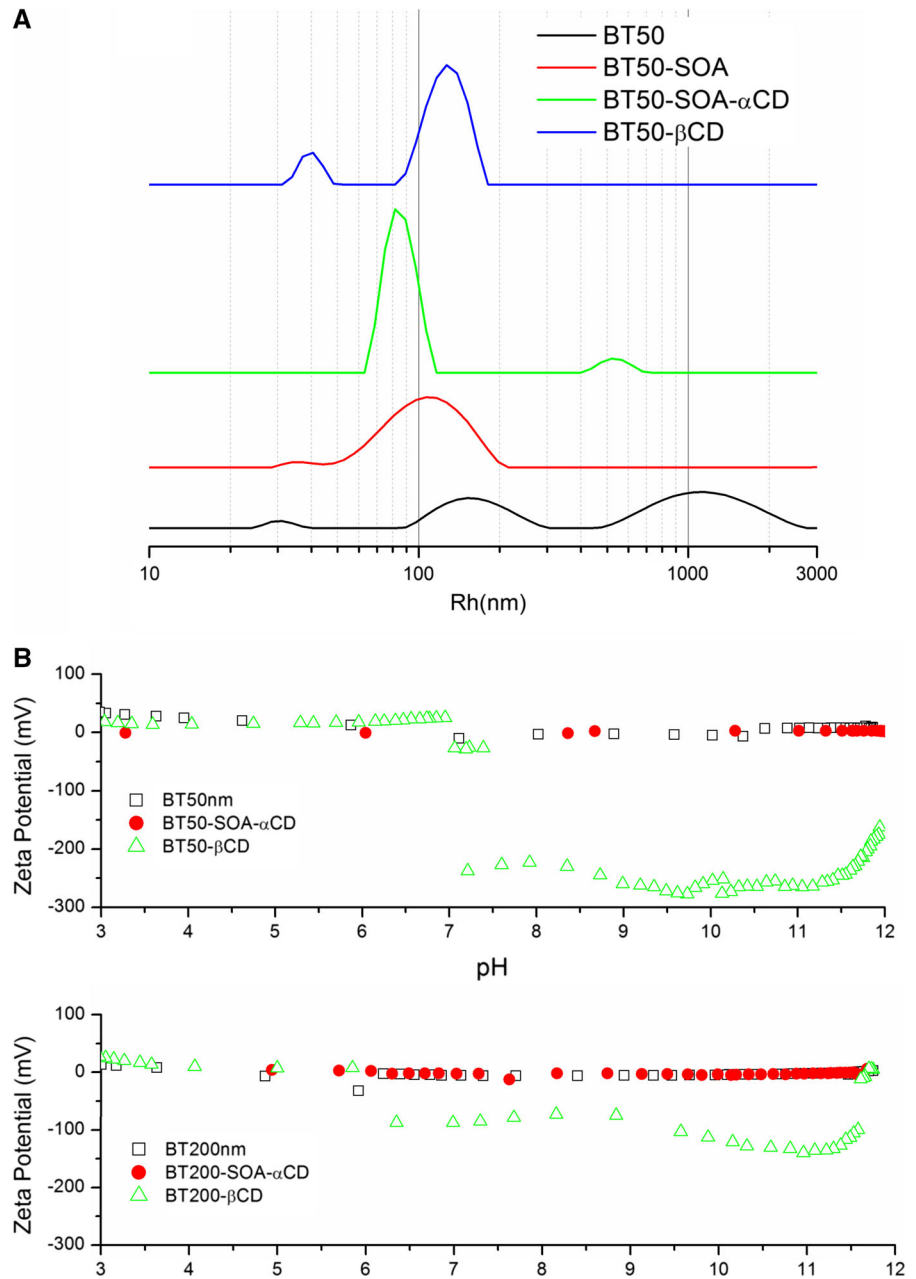 A
BT50
BT50-SOA
BT50-SOA-αCD
BT50-βCD
10 100 1000 3000
Rh(nm)
B
Zeta Potential (mV)
100
0
-100
-200
-300
BT50nm
BT50-SOA-αCD
BT50-βCD
3 4 5 6 7 8 9 10 11 12
pH
Zeta Potential (mV)
100
0
-100
-200
-300
BT200nm
BT200-SOA-αCD
BT200-βCD
3 4 5 6 7 8 9 10 11 12